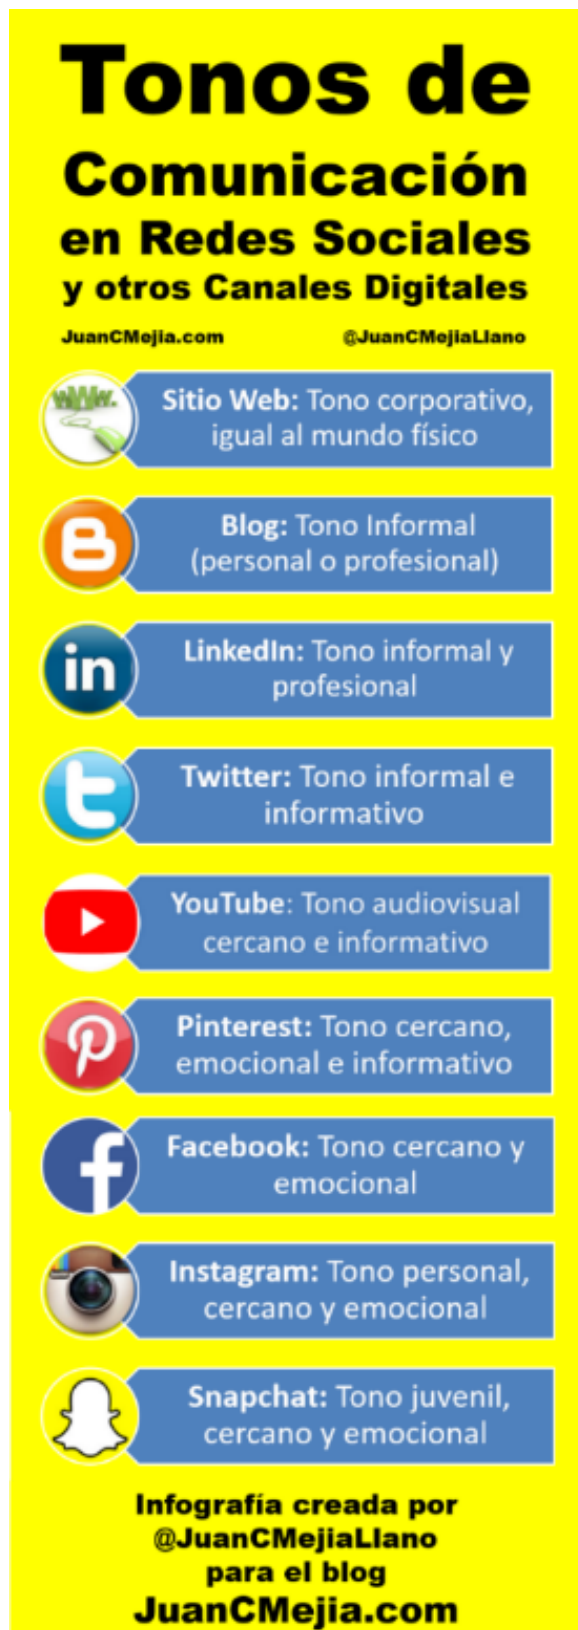 Tonos de
Comunicación
en Redes Sociales
y otros Canales Digitales
JuanCMejia.com @JuanCMejiaLlano
www.
Sitio Web: Tono corporativo,
igual al mundo físico
B
Blog: Tono Informal
(personal o profesional)
in
LinkedIn: Tono informal y
profesional
t
Twitter: Tono informal e
informativo
YouTube: Tono audiovisual
cercano e informativo
p
Pinterest: Tono cercano,
emocional e informativo
f
Facebook: Tono cercano y
emocional
Instagram: Tono personal,
cercano y emocional
Snapchat: Tono juvenil,
cercano y emocional
Infografía creada por
@JuanCMejiaLlano
para el blog
JuanCMejia.com